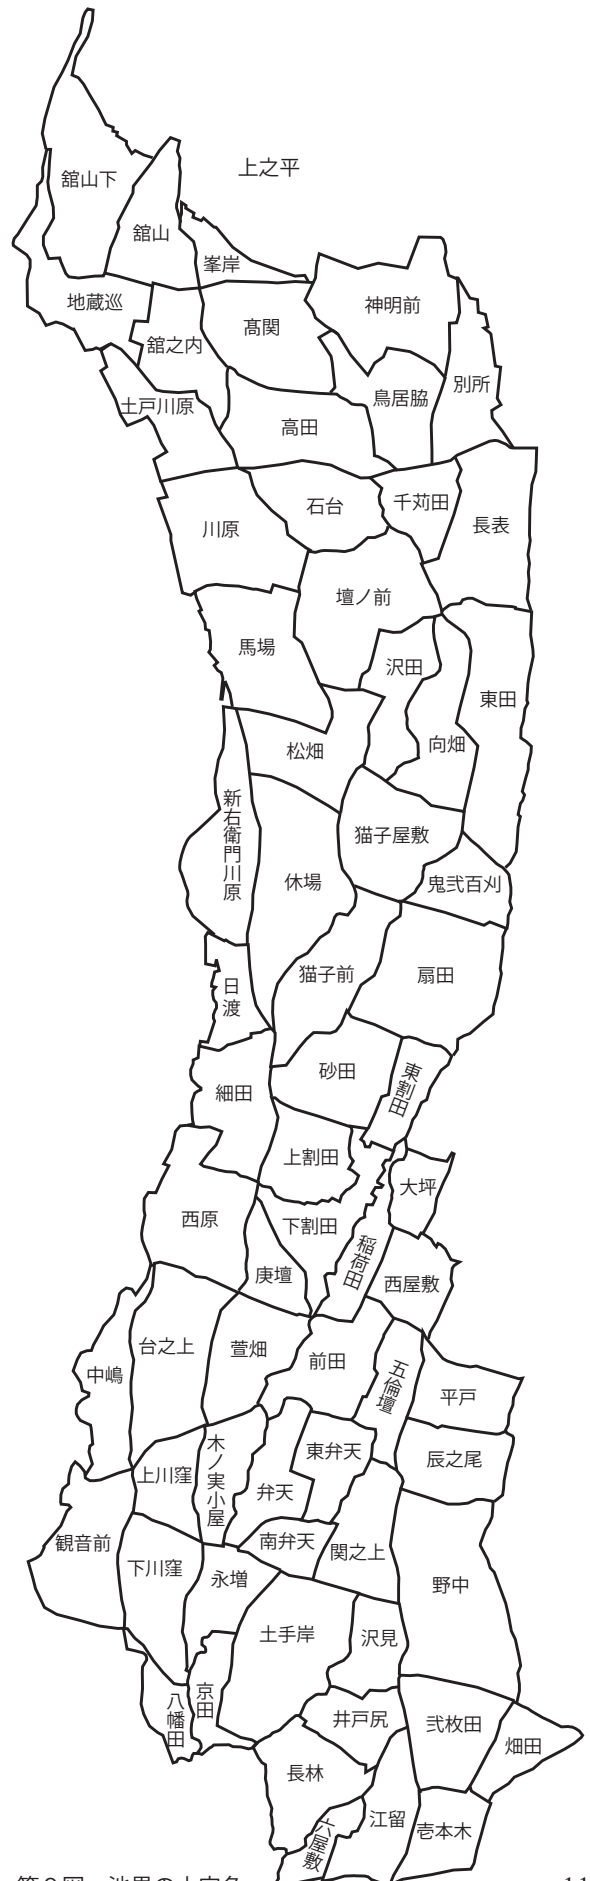 上之平
舘山下
舘山
峯岸
地蔵巡
神明前
髙関
舘之内
別所
鳥居脇
土戸川原
高田
千苅田
石台
長表
川原
壇ノ前
馬場
沢田
東田
向畑
松畑
新右衛門川原
猫子屋敷
休場
鬼弐百刈
猫子前
扇田
日渡
砂田
東割田
細田
上割田
大坪
西原
下割田
稲荷田
庚壇
西屋敷
台之上
萱畑
前田
中嶋
五倫壇
平戸
東弁天
辰之尾
上川窪
木ノ実小屋
弁天
南弁天
観音前
関之上
下川窪
永増
野中
土手岸
沢見
京田
八幡田
井戸尻
弐枚田
畑田
長林
江留
壱本木
六屋敷